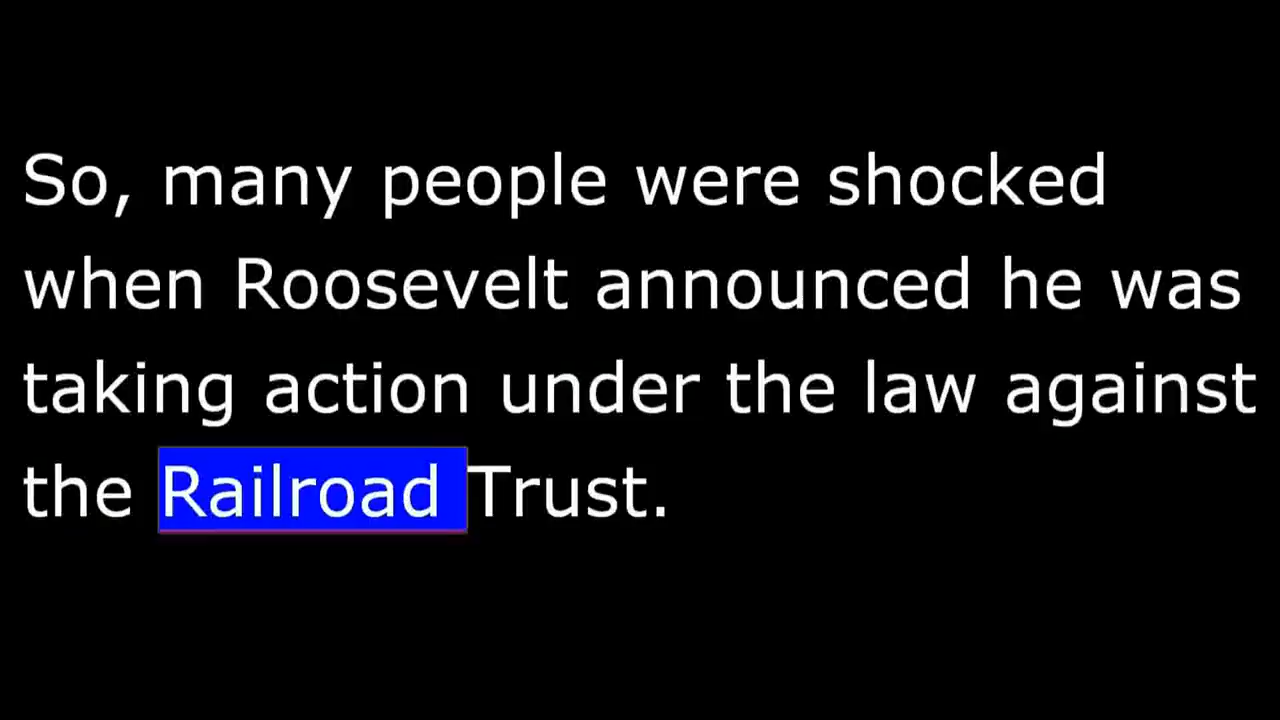 So, many people were shocked
when Roosevelt announced he was
taking action under the law against
the Railroad Trust.